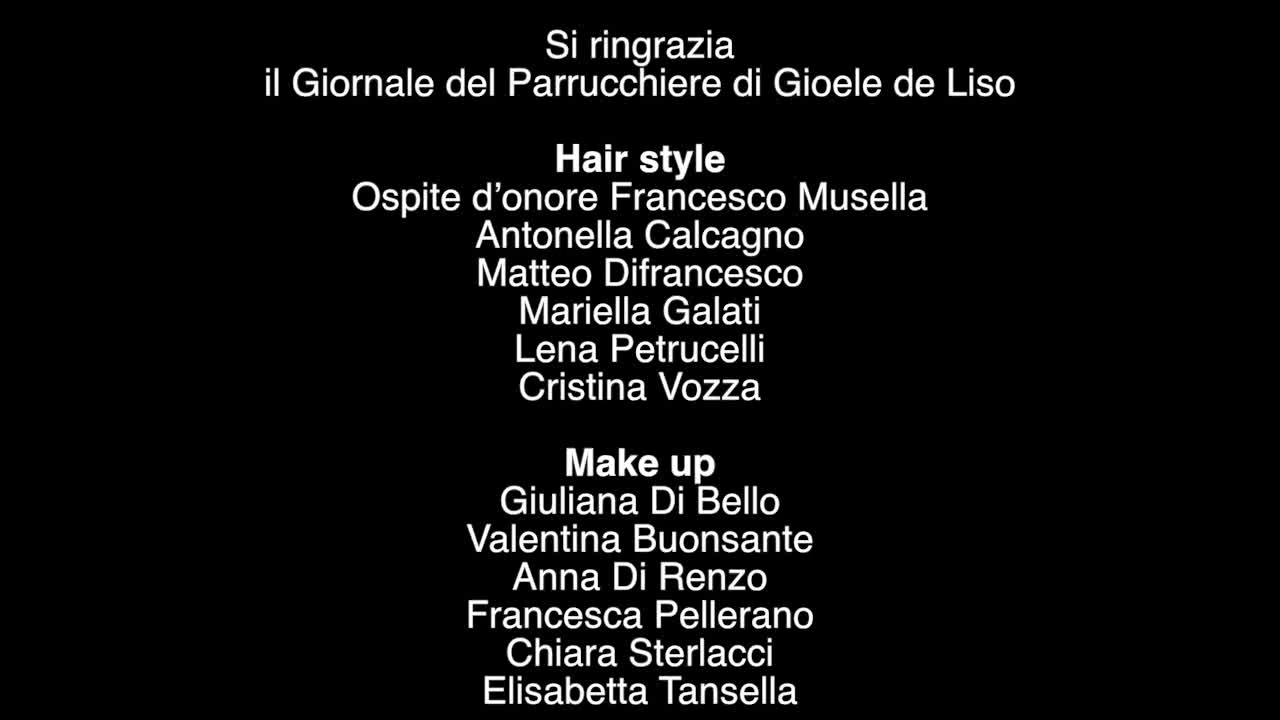 Si ringrazia
il Giornale del Parrucchiere di Gioele de Liso
Hair style
Ospite d’onore Francesco Musella
Antonella Calcagno
Matteo Difrancesco
Mariella Galati
Lena Petrucelli
Cristina Vozza
Make up
Giuliana Di Bello
Valentina Buonsante
Anna Di Renzo
Francesca Pellerano
Chiara Sterlacci
Elisabetta Tansella